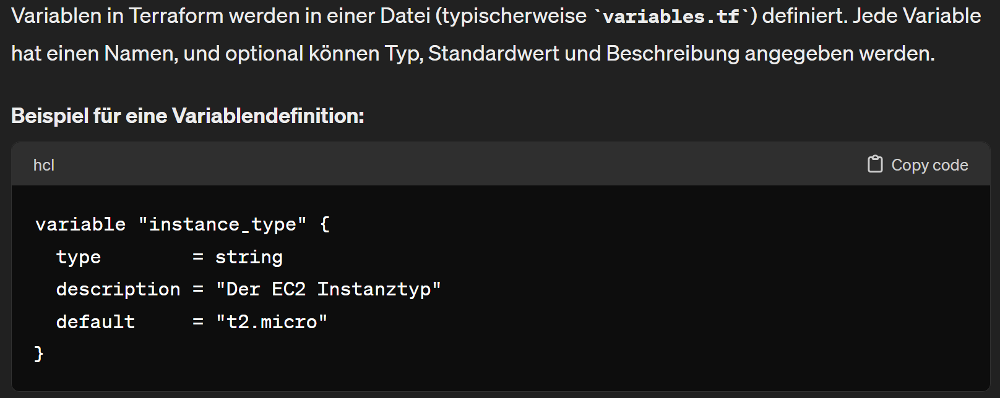 Variablen in Terraform werden in einer Datei (typischerweise `variables.tf`) definiert. Jede Variable
hat einen Namen, und optional können Typ, Standardwert und Beschreibung angegeben werden.
Beispiel für eine Variablendefinition:
hcl
Copy code
variable "instance_type" {
  type        = string
  description = "Der EC2 Instanztyp"
  default     = "t2.micro"
}